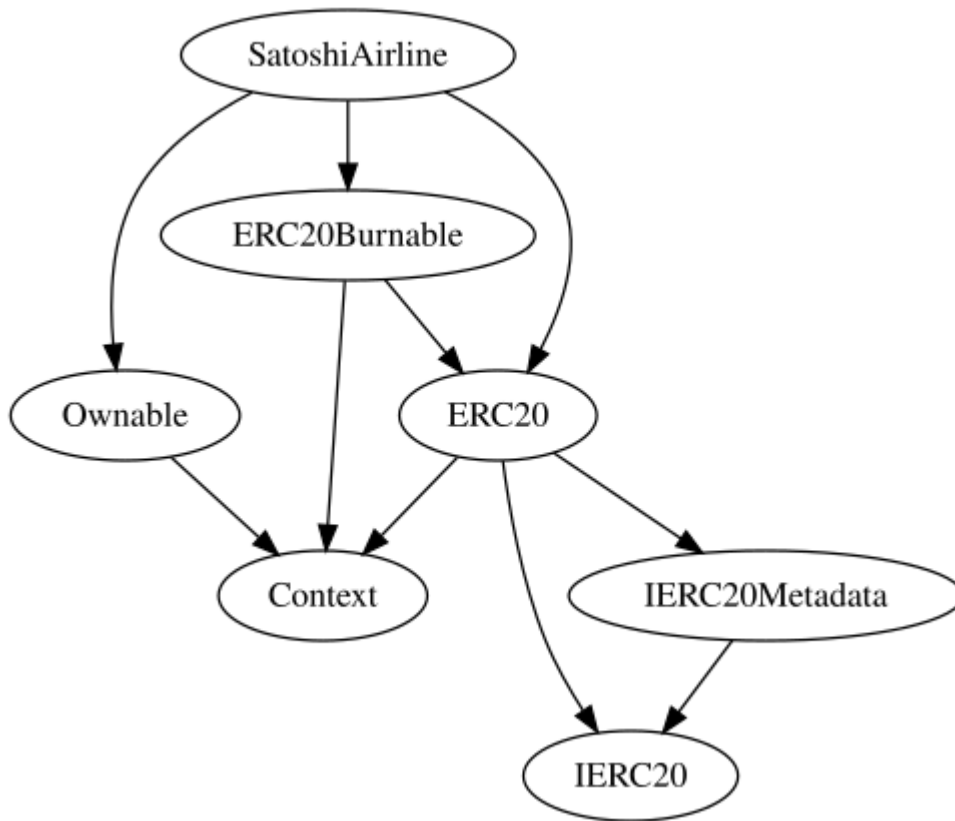 SatoshiAirline
ERC20Burnable
Ownable
ERC20
Context
IERC20Metadata
IERC20